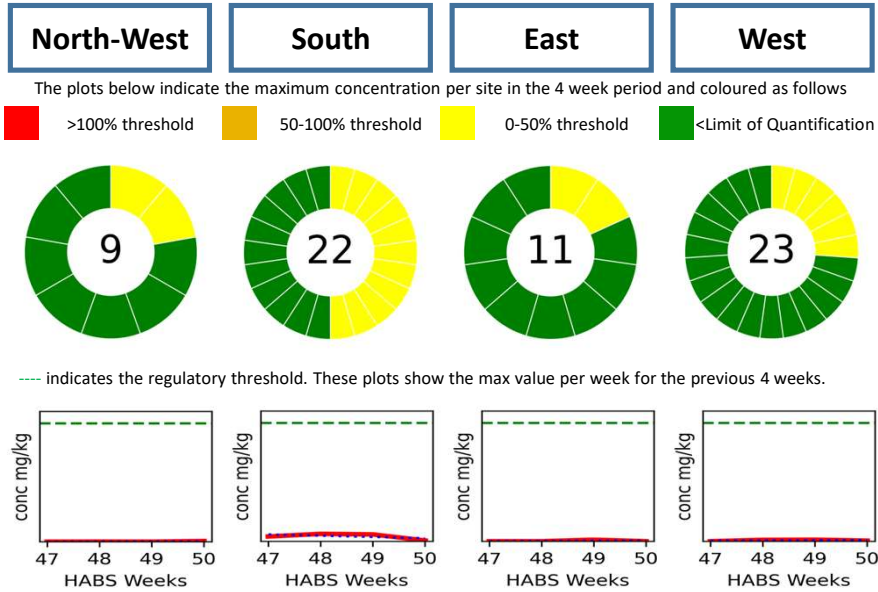 North-West South East West
The plots below indicate the maximum concentration per site in the 4 week period and coloured as follows
>100% threshold 50-100% threshold 0-50% threshold <Limit of Quantification
9 22 11 23
---- indicates the regulatory threshold. These plots show the max value per week for the previous 4 weeks.
conc mg/kg conc mg/kg conc mg/kg conc mg/kg
47 48 49 50 47 48 49 50 47 48 49 50 47 48 49 50
HABS Weeks HABS Weeks HABS Weeks HABS Weeks